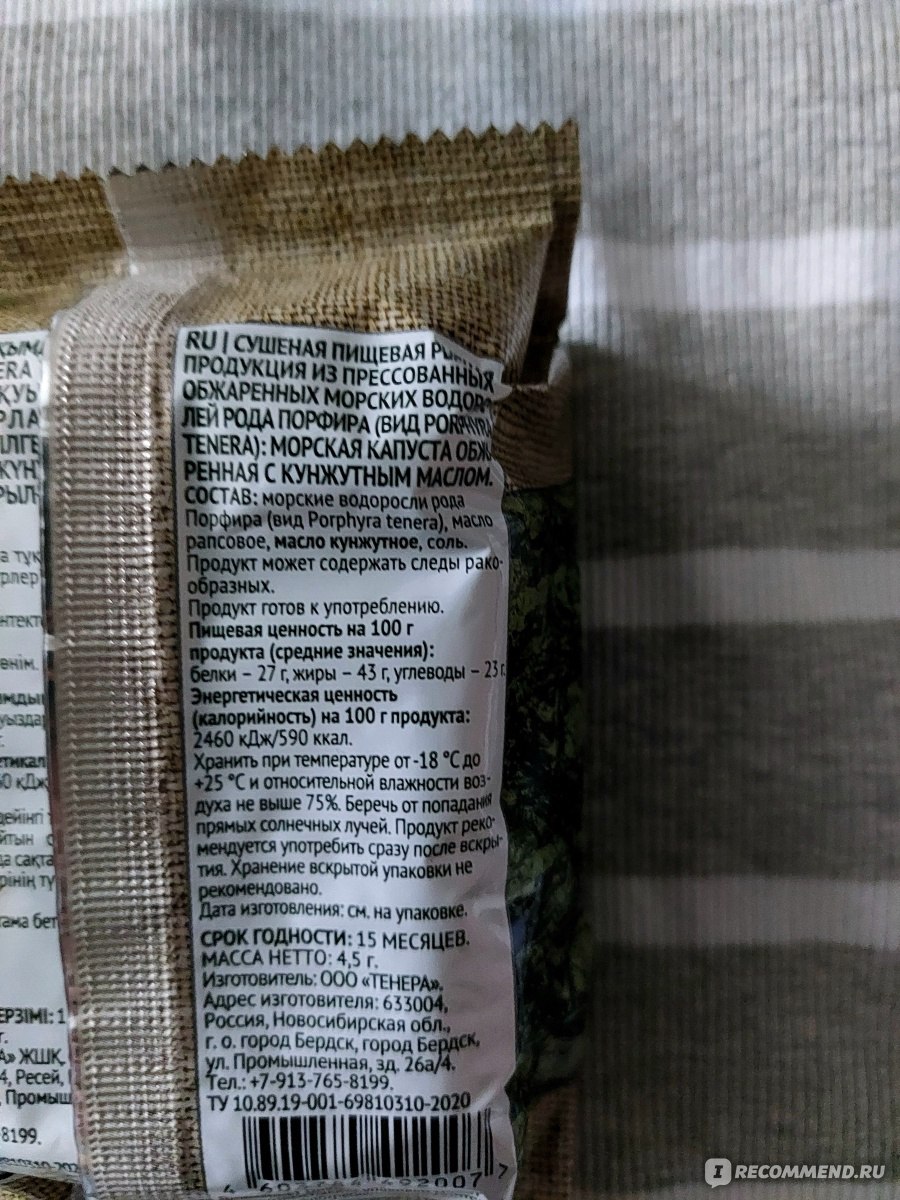 RU | СУШЕНАЯ ПИЩЕВАЯ
ПРОДУКЦИЯ ИЗ ПРЕССОВАННЫХ
ОБЖАРЕННЫХ МОРСКИХ ВОДОРОС-
ЛЕЙ РОДА ПОРФИРА (ВИД PORPHYRA
TENERA): МОРСКАЯ КАПУСТА ОБЖА-
РЕННАЯ С КУНЖУТНЫМ МАСЛОМ.
СОСТАВ: морские водоросли рода
Порфира (вид Porphyra tenera), масло
рапсовое, масло кунжутное, соль.
Продукт может содержать следы рако-
образных.
Продукт готов к употреблению.
Пищевая ценность на 100 г
продукта (средние значения):
белки – 27 г, жиры – 43 г, углеводы – 23 г.
Энергетическая ценность
(калорийность) на 100 г продукта:
2460 кДж/590 ккал.
Хранить при температуре от -18 °С до
+25 °С и относительной влажности воз-
духа не выше 75%. Беречь от попадания
прямых солнечных лучей. Продукт реко-
мендуется употребить сразу после вскры-
тия. Хранение вскрытой упаковки не
рекомендовано.
Дата изготовления: см. на упаковке.
СРОК ГОДНОСТИ: 15 МЕСЯЦЕВ.
МАССА НЕТТО: 4,5 г.
Изготовитель: ООО «ТЕНЕРА».
Адрес изготовителя: 633004,
Россия, Новосибирская обл.,
г. о. город Бердск, город Бердск,
ул. Промышленная, зд. 26а/4.
Тел.: +7-913-765-8199.
ТУ 10.89.19-001-69810310-2020
IRECOMMEND.RU